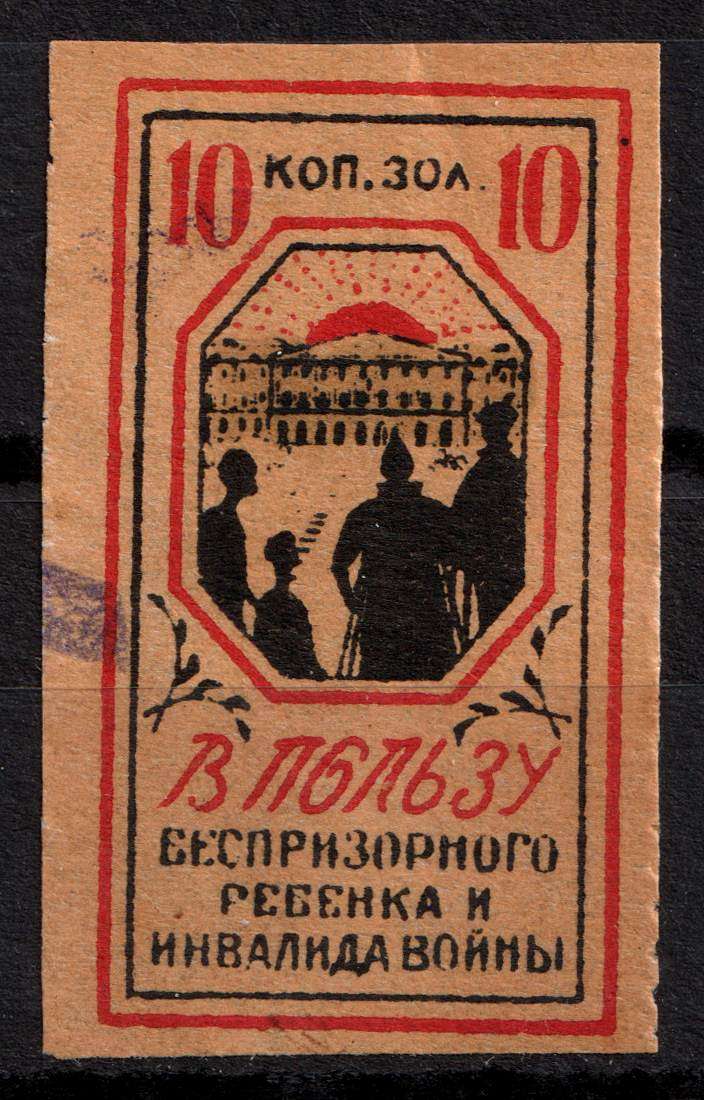 10 КОП. ЗОЛ. 10
В ПОЛЬЗУ
БЕСПРИЗОРНОГО
РЕБЕНКА И
ИНВАЛИДА ВОЙНЫ